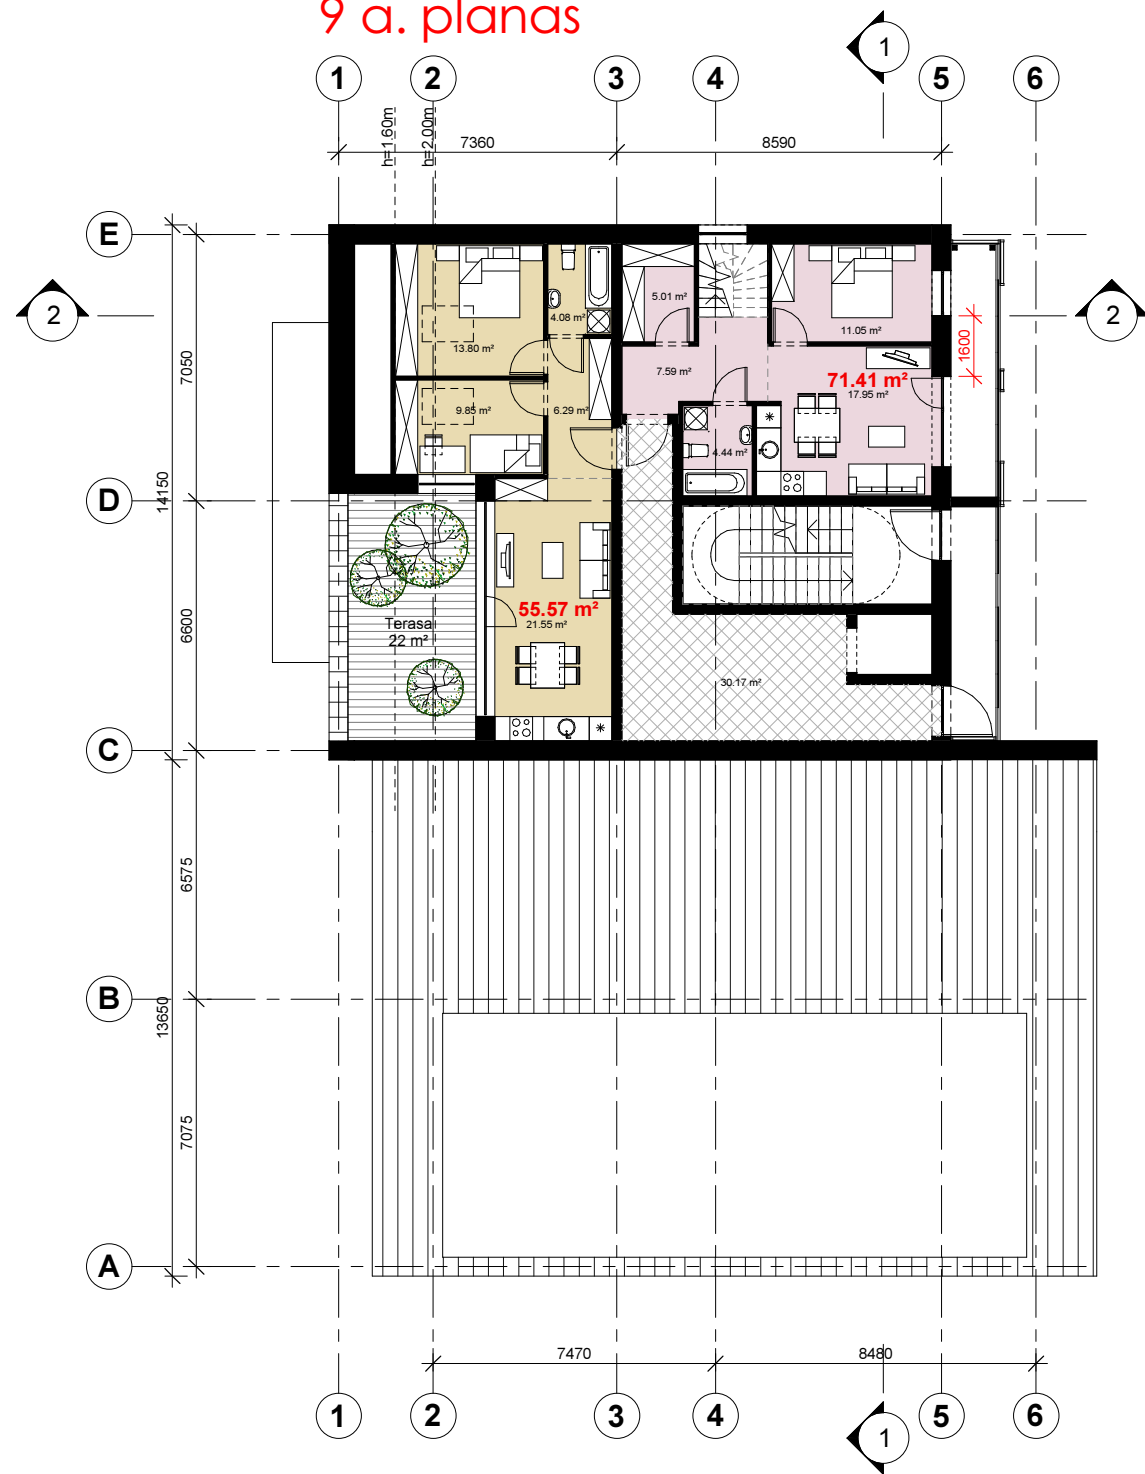 9 a. planas
1
1
2
3
4
5
6
h=1.60m
h=2.00m
7360
8590
E
2
2
7050
5.01 m²
4.08 m²
11.05 m²
13.80 m²
1600
7.59 m²
71.41 m²
17.95 m²
9.85 m²
6.29 m²
4.44 m²
14150
D
55.57 m²
21.55 m²
Terasa
22 m²
6600
30.17 m²
C
6575
B
13650
7075
A
7470
8480
1
2
3
4
5
6
1